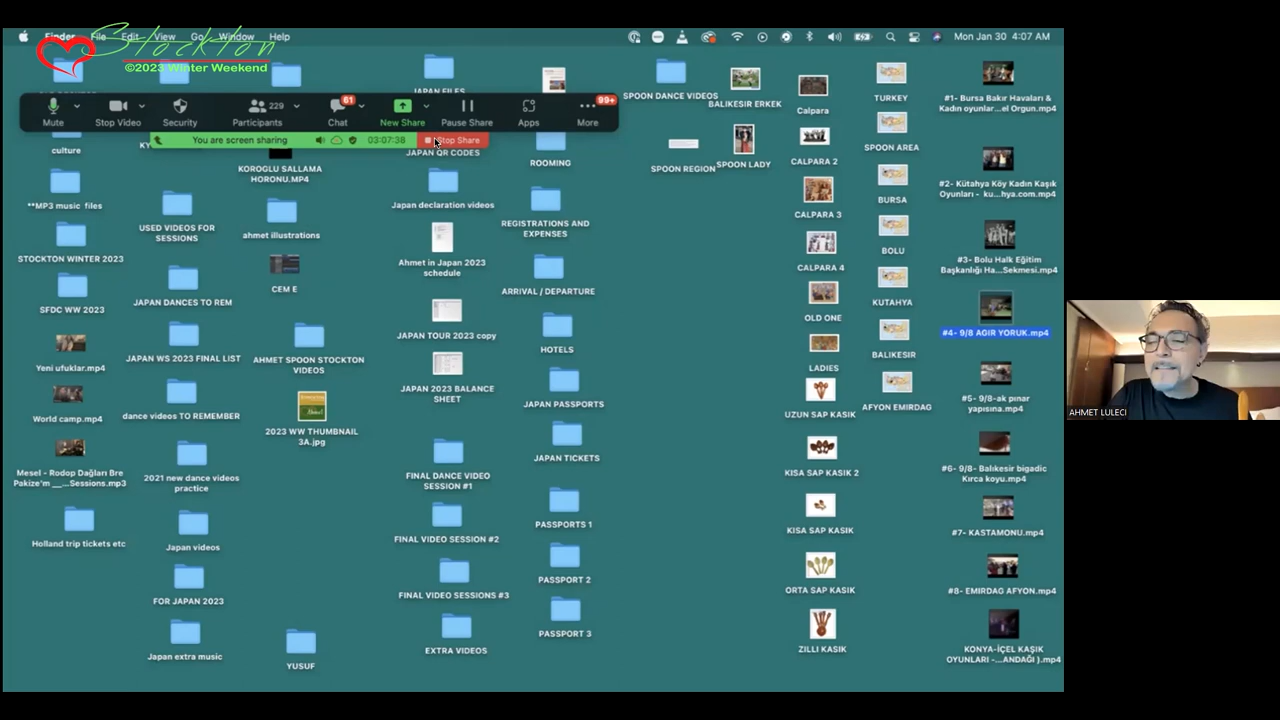 Finder File Edit View Go Window Help
Mon Jan 30 4:07 AM
Stockton
©2023 Winter Weekend
229
61
99+
Mute
Stop Video
Security
Participants
Chat
New Share
Pause Share
Apps
More
You are screen sharing
03:07:38
Stop Share
culture
**MP3 music files
STOCKTON WINTER 2023
SFDC WW 2023
Yeni ufuklar.mp4
World camp.mp4
Mesel - Rodop Dağları Bre
Pakize'm __...Sessions.mp3
Holland trip tickets etc
KY
USED VIDEOS FOR
SESSIONS
JAPAN DANCES TO REM
JAPAN WS 2023 FINAL LIST
dance videos TO REMEMBER
2021 new dance videos
practice
Japan videos
FOR JAPAN 2023
Japan extra music
KOROGLU SALLAMA
HORONU.MP4
ahmet illustrations
CEM E
AHMET SPOON STOCKTON
VIDEOS
2023 WW THUMBNAIL
3A.jpg
YUSUF
JAPAN FILES
JAPAN QR CODES
Japan declaration videos
Ahmet in Japan 2023
schedule
JAPAN TOUR 2023 copy
JAPAN 2023 BALANCE
SHEET
FINAL DANCE VIDEO
SESSION #1
FINAL VIDEO SESSION #2
FINAL VIDEO SESSIONS #3
EXTRA VIDEOS
ROOMING
REGISTRATIONS AND
EXPENSES
ARRIVAL / DEPARTURE
HOTELS
JAPAN PASSPORTS
JAPAN TICKETS
PASSPORTS 1
PASSPORT 2
PASSPORT 3
SPOON DANCE VIDEOS
SPOON REGION
BALIKESIR ERKEK
SPOON LADY
Calpara
CALPARA 2
CALPARA 3
CALPARA 4
OLD ONE
LADIES
UZUN SAP KASIK
KISA SAP KASIK 2
KISA SAP KASIK
ORTA SAP KASIK
ZILLI KASIK
TURKEY
SPOON AREA
BURSA
BOLU
KUTAHYA
BALIKESIR
AFYON EMIRDAG
#1- Bursa Bakır Havaları &
Kadın oyunlar...el Orgun.mp4
#2- Kütahya Köy Kadın Kaşık
Oyunları - ku...hya.com.mp4
#3- Bolu Halk Eğitim
Başkanlığı Ha...Sekmesi.mp4
#4- 9/8 AGIR YORUK.mp4
#5- 9/8-ak pınar
yapısına.mp4
#6- 9/8- Balıkesir bigadic
Kırca koyu.mp4
#7- KASTAMONU.mp4
#8- EMIRDAG AFYON.mp4
KONYA-İÇEL KAŞIK
OYUNLARI -...ANDAĞI ).mp4
AHMET LULECI